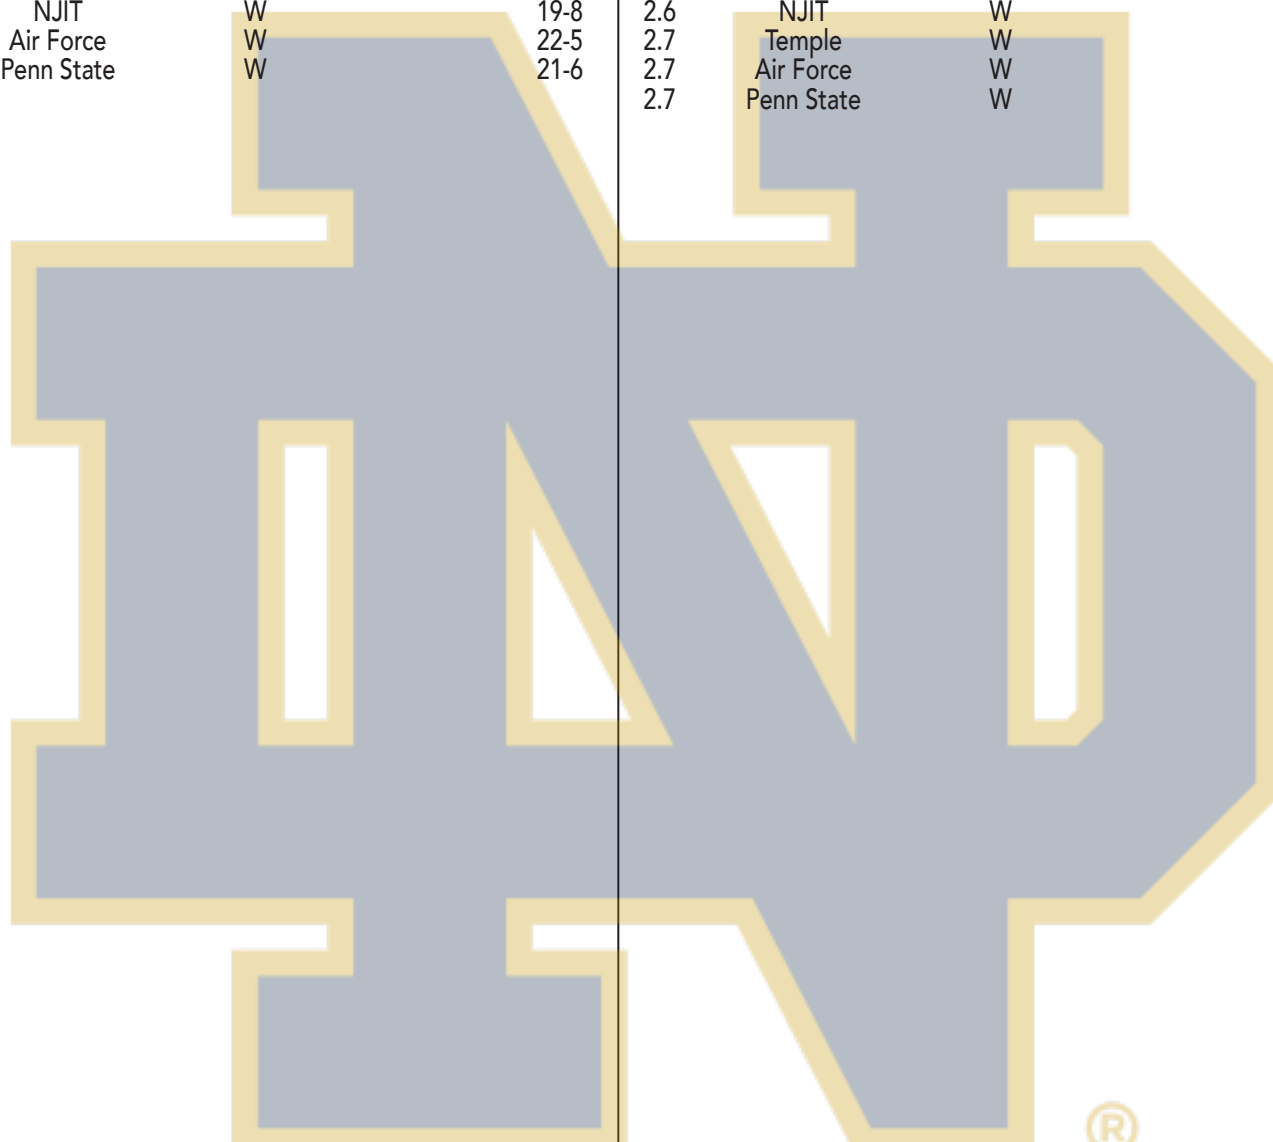 NJIT W 19-8
Air Force W 22-5
Penn State W 21-6
2.6 NJIT W
2.7 Temple W
2.7 Air Force W
2.7 Penn State W
ND
®